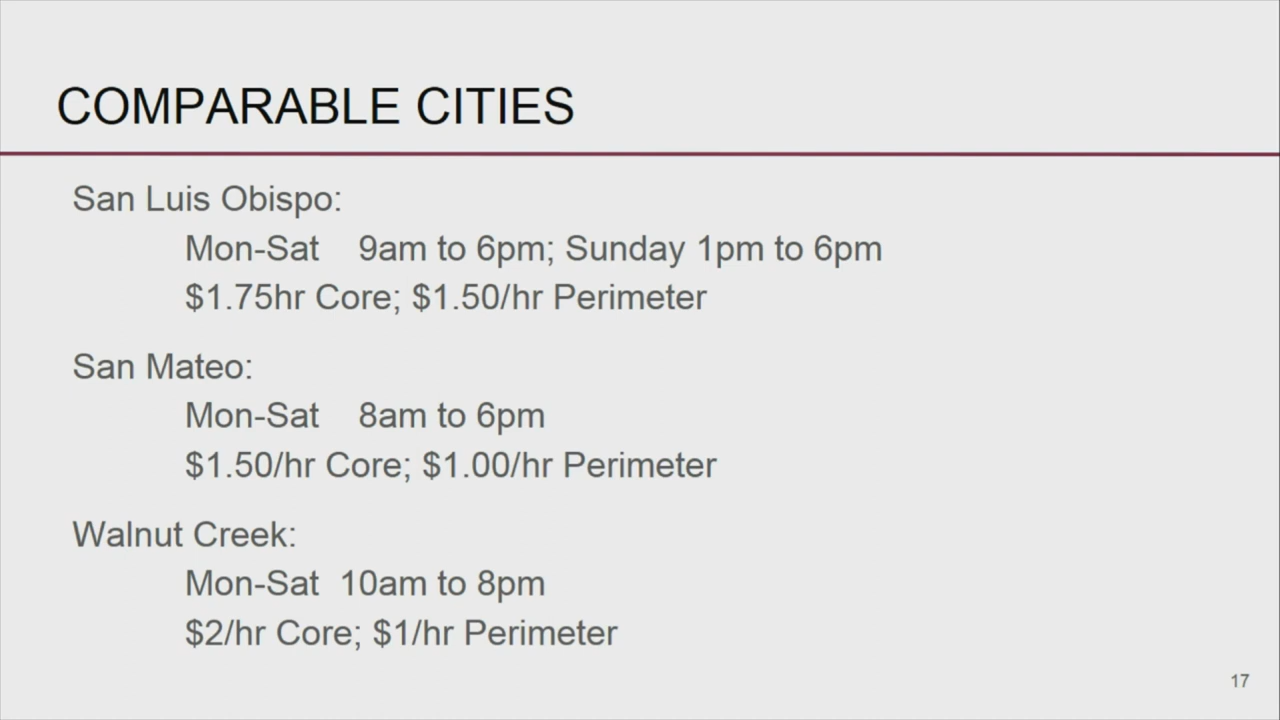 COMPARABLE CITIES
San Luis Obispo:
Mon-Sat 9am to 6pm; Sunday 1pm to 6pm
$1.75hr Core; $1.50/hr Perimeter
San Mateo:
Mon-Sat 8am to 6pm
$1.50/hr Core; $1.00/hr Perimeter
Walnut Creek:
Mon-Sat 10am to 8pm
$2/hr Core; $1/hr Perimeter
17